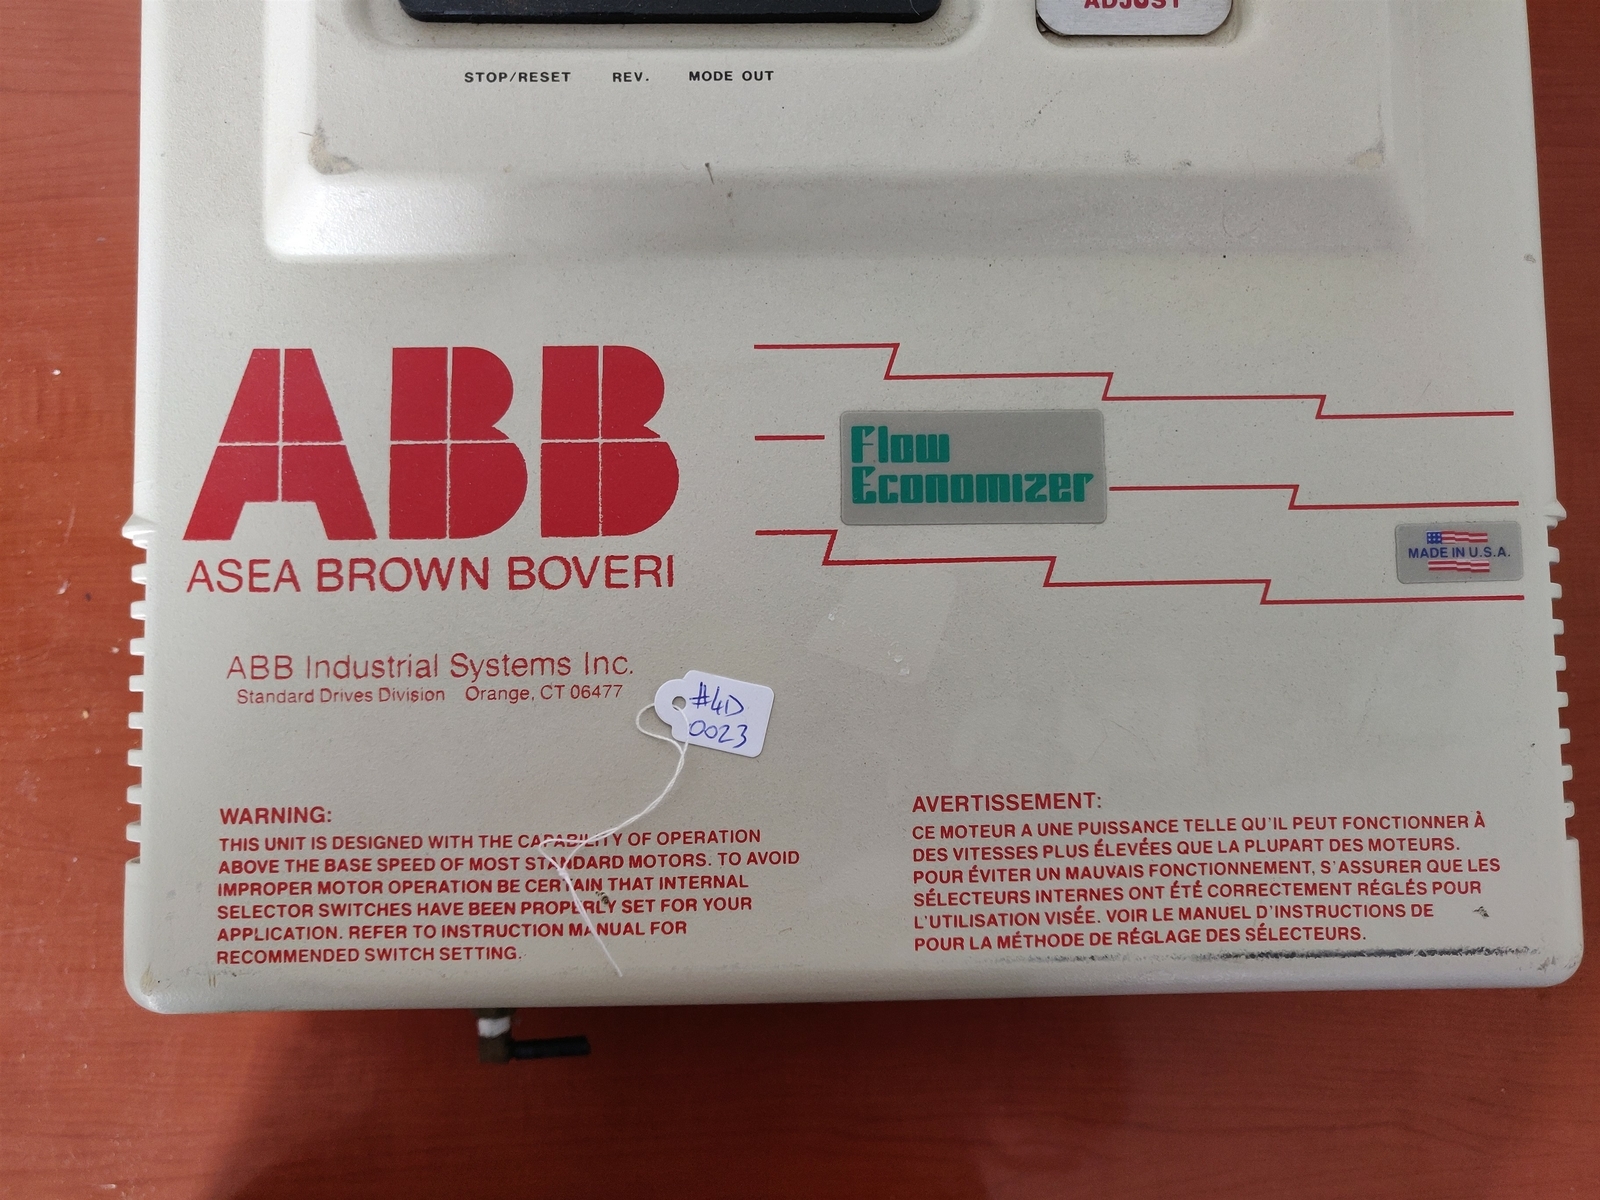 ADJUST
STOP/RESET REV. MODE OUT
ABB
ASEA BROWN BOVERI
Flow
Economizer
MADE IN U.S.A.
ABB Industrial Systems Inc.
Standard Drives Division Orange, CT 06477
#4D
0023
WARNING:
THIS UNIT IS DESIGNED WITH THE CAPABILITY OF OPERATION
ABOVE THE BASE SPEED OF MOST STANDARD MOTORS. TO AVOID
IMPROPER MOTOR OPERATION BE CERTAIN THAT INTERNAL
SELECTOR SWITCHES HAVE BEEN PROPERLY SET FOR YOUR
APPLICATION. REFER TO INSTRUCTION MANUAL FOR
RECOMMENDED SWITCH SETTING.
AVERTISSEMENT:
CE MOTEUR A UNE PUISSANCE TELLE QU'IL PEUT FONCTIONNER À
DES VITESSES PLUS ÉLEVÉES QUE LA PLUPART DES MOTEURS.
POUR ÉVITER UN MAUVAIS FONCTIONNEMENT, S'ASSURER QUE LES
SÉLECTEURS INTERNES ONT ÉTÉ CORRECTEMENT RÉGLÉS POUR
L'UTILISATION VISÉE. VOIR LE MANUEL D'INSTRUCTIONS DE
POUR LA MÉTHODE DE RÉGLAGE DES SÉLECTEURS.